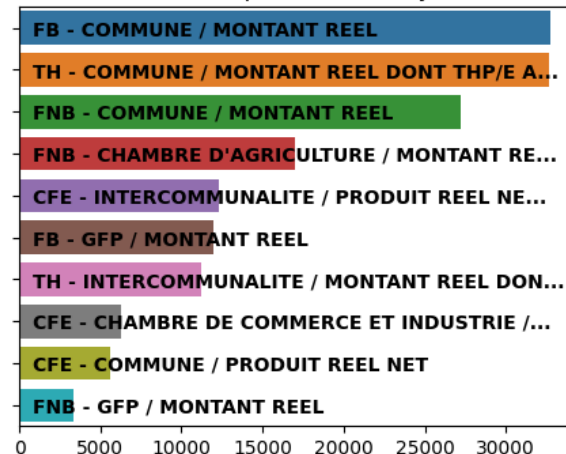 FB - COMMUNE / MONTANT REEL
TH - COMMUNE / MONTANT REEL DONT THP/E A...
FNB - COMMUNE / MONTANT REEL
FNB - CHAMBRE D'AGRICULTURE / MONTANT RE...
CFE - INTERCOMMUNALITE / PRODUIT REEL NE...
FB - GFP / MONTANT REEL
TH - INTERCOMMUNALITE / MONTANT REEL DON...
CFE - CHAMBRE DE COMMERCE ET INDUSTRIE /...
CFE - COMMUNE / PRODUIT REEL NET
FNB - GFP / MONTANT REEL
0 5000 10000 15000 20000 25000 30000